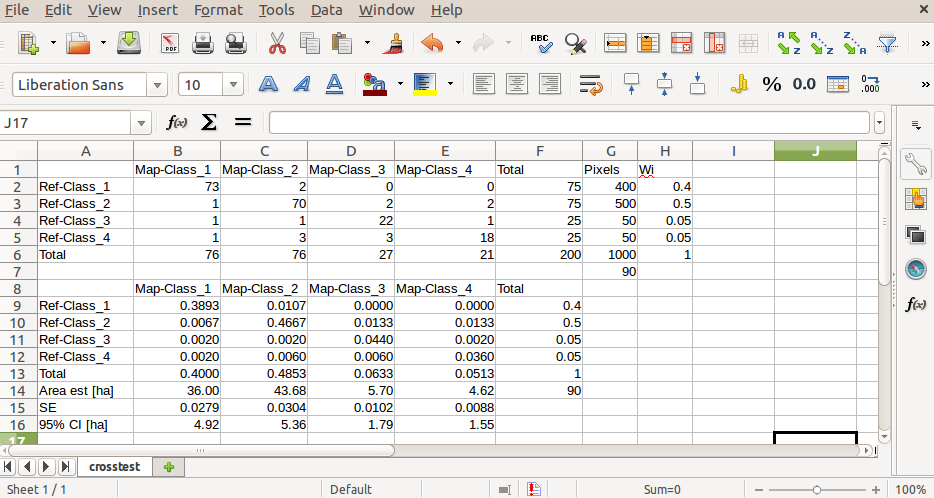 File Edit View Insert Format Tools Data Window Help
PDF ABC A Z A Z Z A
Liberation Sans 10 A A A a % 0.0 0 .000
J17 f(x) Σ =
A B C D E F G H I J
1 Map-Class_1 Map-Class_2 Map-Class_3 Map-Class_4 Total Pixels Wi
2 Ref-Class_1 73 2 0 0 75 400 0.4
3 Ref-Class_2 1 70 2 2 75 500 0.5
4 Ref-Class_3 1 1 22 1 25 50 0.05
5 Ref-Class_4 1 3 3 18 25 50 0.05
6 Total 76 76 27 21 200 1000 1
7 90
8 Map-Class_1 Map-Class_2 Map-Class_3 Map-Class_4 Total
9 Ref-Class_1 0.3893 0.0107 0.0000 0.0000 0.4
10 Ref-Class_2 0.0067 0.4667 0.0133 0.0133 0.5
11 Ref-Class_3 0.0020 0.0020 0.0440 0.0020 0.05
12 Ref-Class_4 0.0020 0.0060 0.0060 0.0360 0.05
13 Total 0.4000 0.4853 0.0633 0.0513 1
14 Area est [ha] 36.00 43.68 5.70 4.62 90
15 SE 0.0279 0.0304 0.0102 0.0088
16 95% CI [ha] 4.92 5.36 1.79 1.55
17
crosstest
Sheet 1 / 1 Default Sum=0 100%